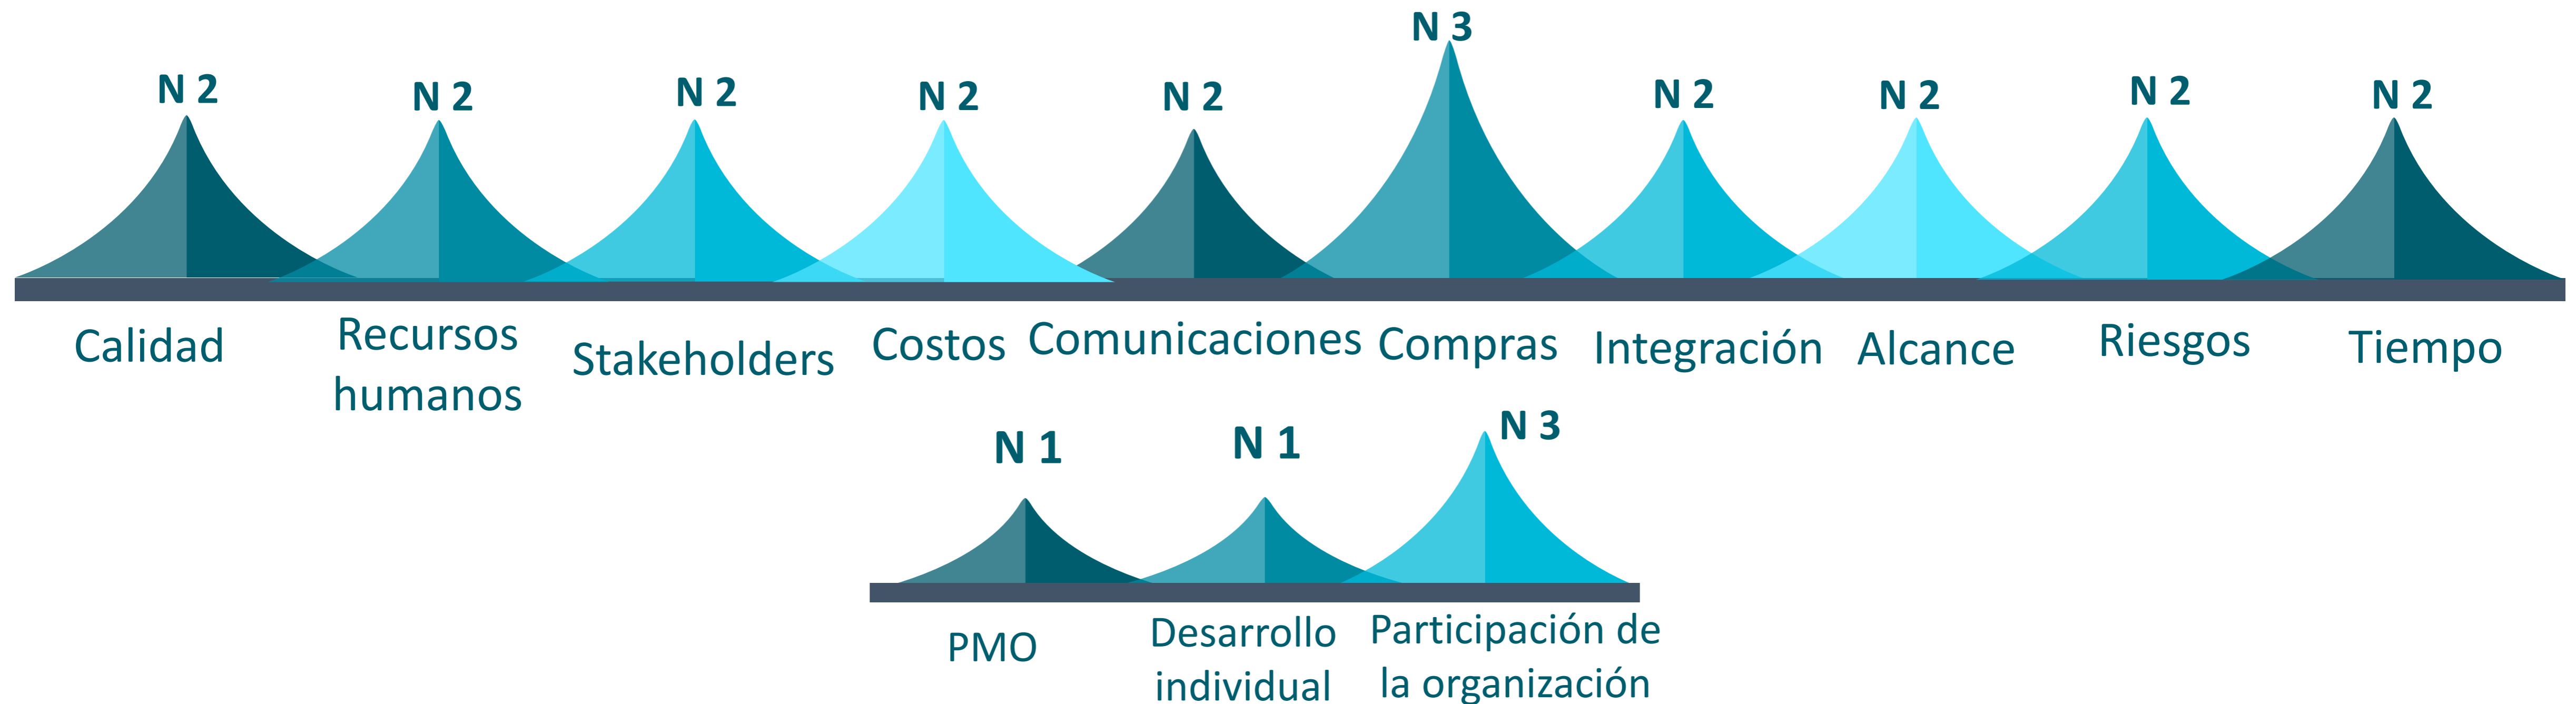 N 2
N 2
N 2
N 2
N 2
N 3
N 2
N 2
N 2
N 2
Calidad
Recursos
humanos
Stakeholders
Costos
Comunicaciones
Compras
Integración
Alcance
Riesgos
Tiempo
N 1
N 1
N 3
PMO
Desarrollo
individual
Participación de
la organización